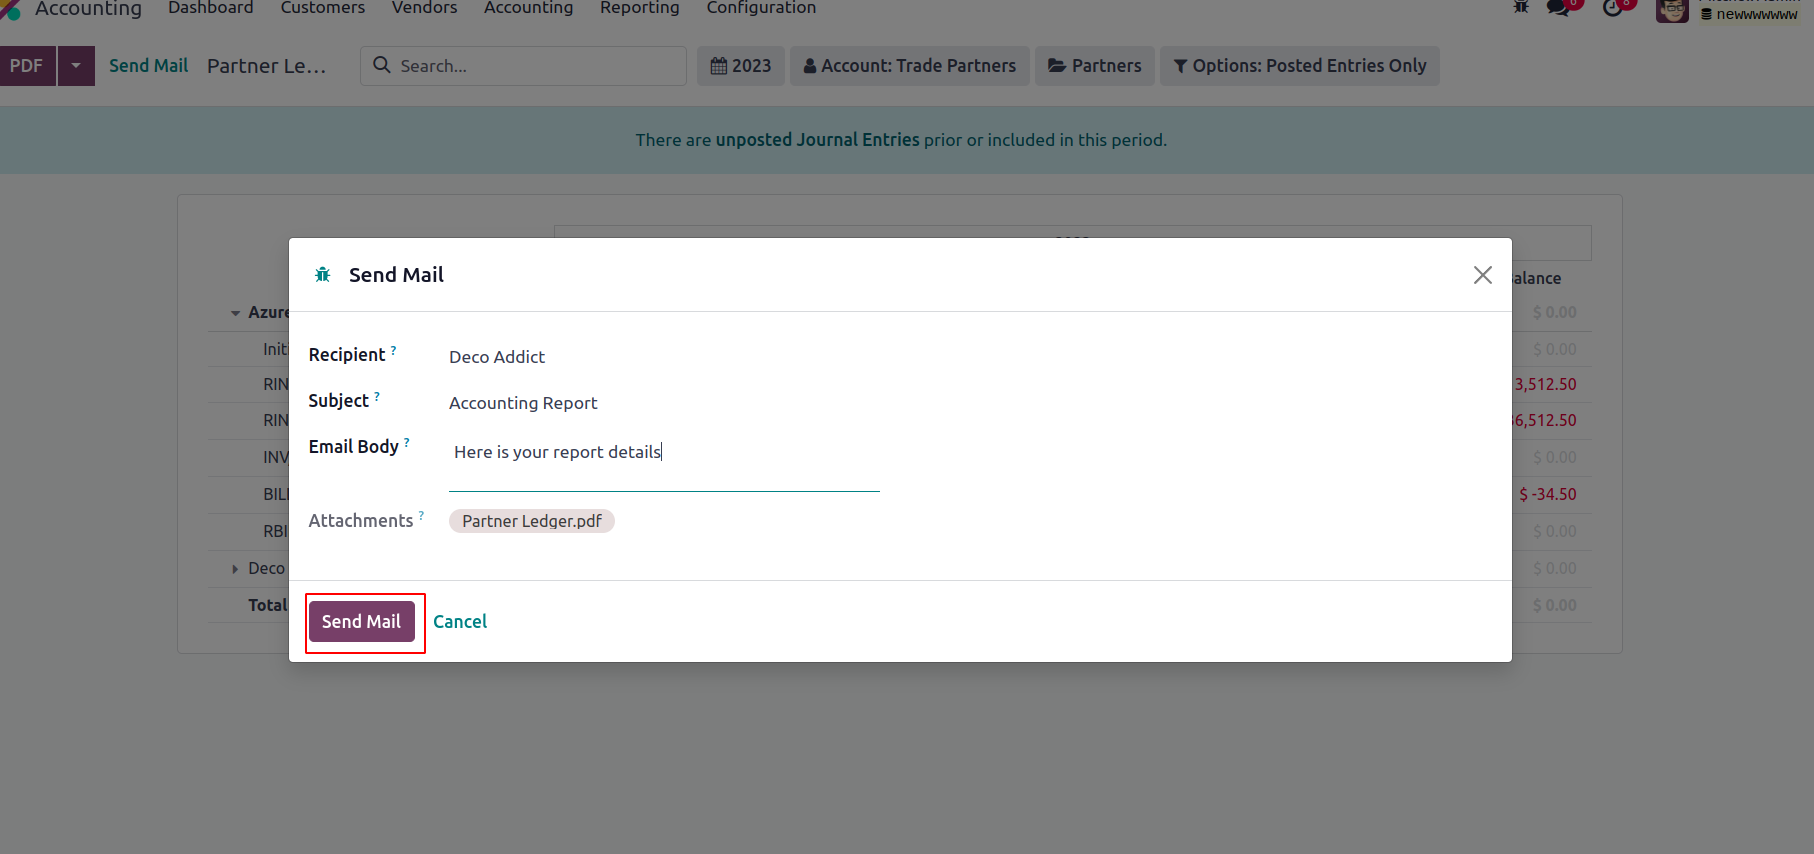 Accounting Dashboard Customers Vendors Accounting Reporting Configuration
newwwwwww
PDF Send Mail Partner Le... Search... 2023 Account: Trade Partners Partners Options: Posted Entries Only
There are unposted Journal Entries prior or included in this period.
Send Mail
Balance
Azure $ 0.00
Recipient ? Deco Addict
Initi $ 0.00
RIN 3,512.50
Subject ? Accounting Report
RIN 6,512.50
Email Body ? Here is your report details
INV $ 0.00
BILL $ -34.50
Attachments ? Partner Ledger.pdf
RBI $ 0.00
Deco $ 0.00
Total $ 0.00
Send Mail Cancel